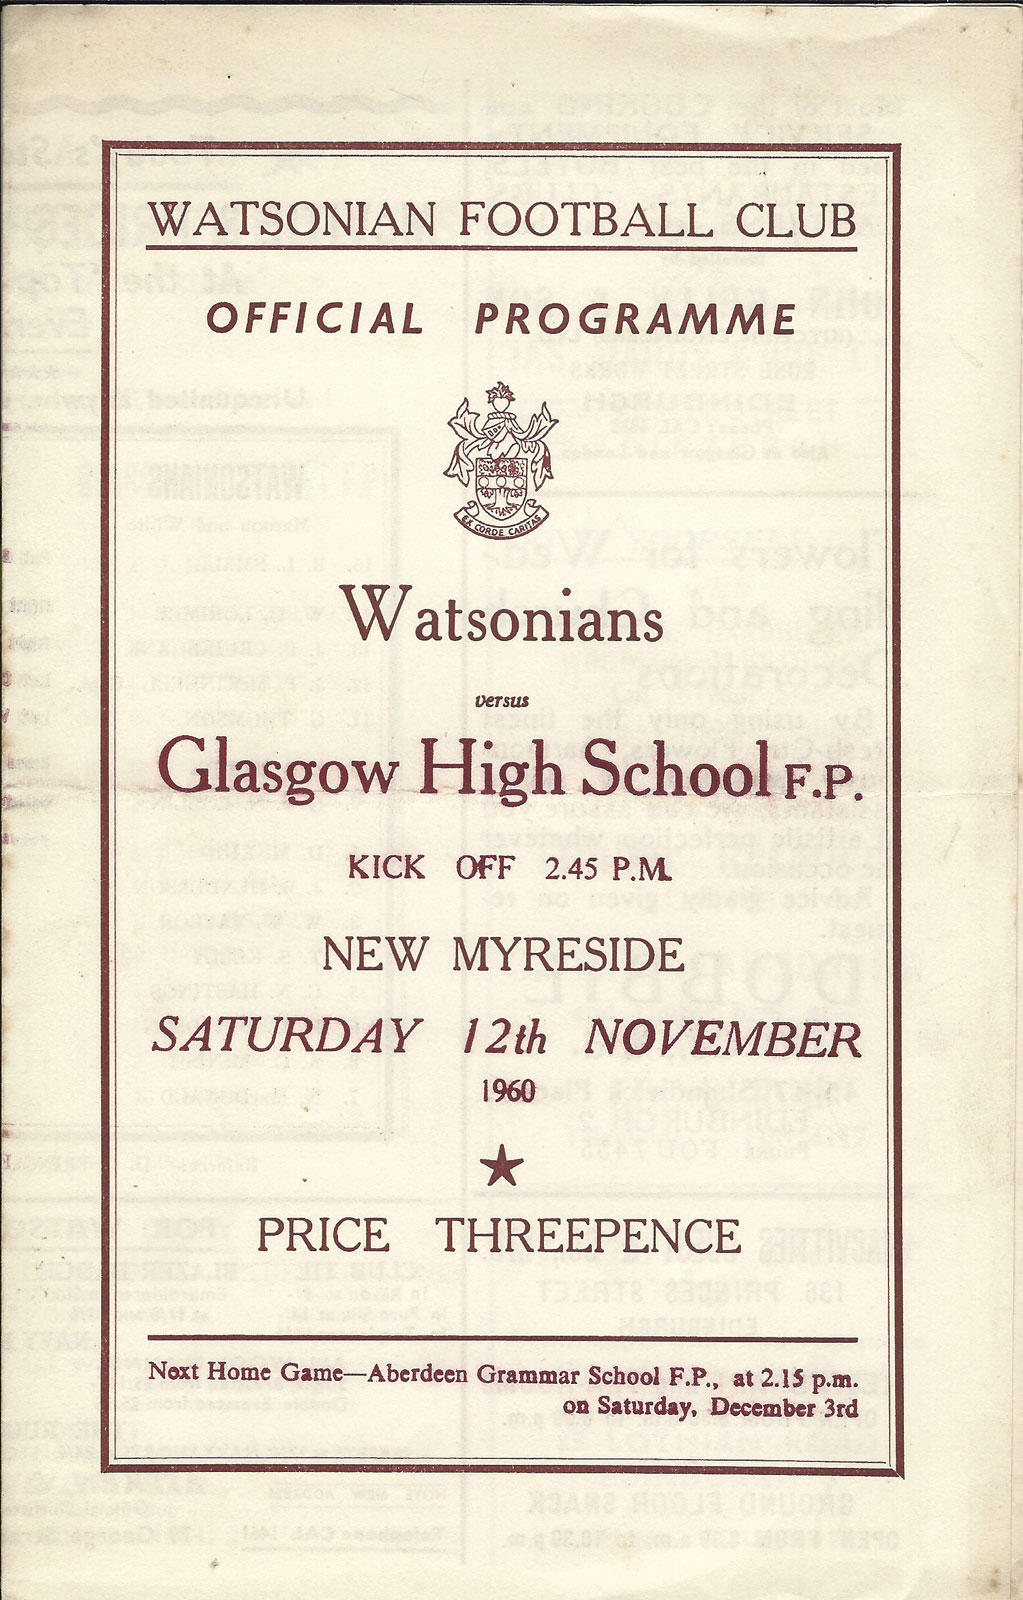 WATSONIAN FOOTBALL CLUB
OFFICIAL PROGRAMME
EX CORDE CARITAS
Watsonians
versus
Glasgow High School F.P.
KICK OFF 2.45 P.M.
NEW MYRESIDE
SATURDAY 12th NOVEMBER
1960
PRICE THREEPENCE
Next Home Game—Aberdeen Grammar School F.P., at 2.15 p.m.
on Saturday, December 3rd